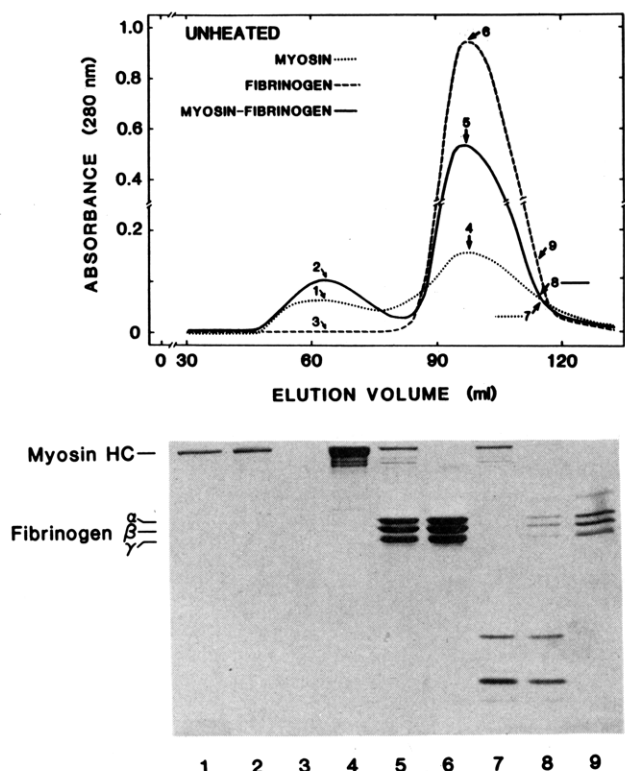 UNHEATED
MYOSIN
FIBRINOGEN
MYOSIN-FIBRINOGEN
ABSORBANCE (280 nm)
1.0
0.8
0.6
0.4
0.2
0
6
5
4
9
2
1
3
8
7
0 30 60 90 120
ELUTION VOLUME (ml)
Myosin HC
Fibrinogen α
β
γ
1 2 3 4 5 6 7 8 9